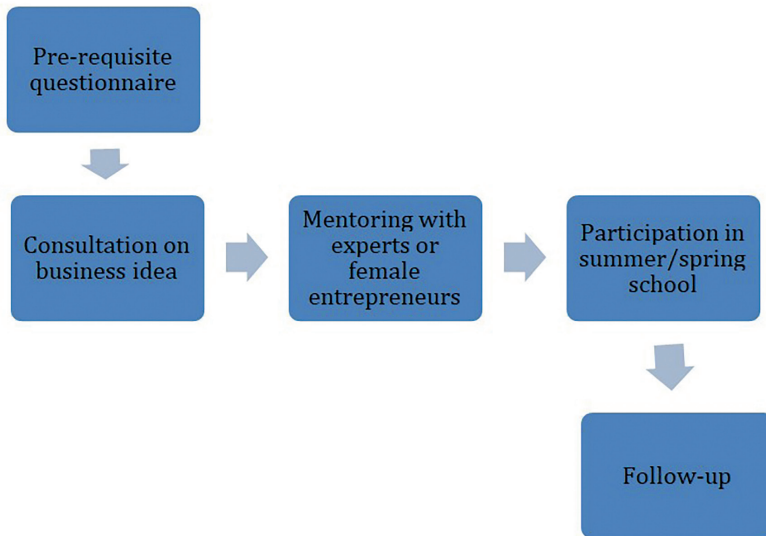 Pre-requisite
questionnaire
Consultation on
business idea
Mentoring with
experts or
female
entrepreneurs
Participation in
summer/spring
school
Follow-up